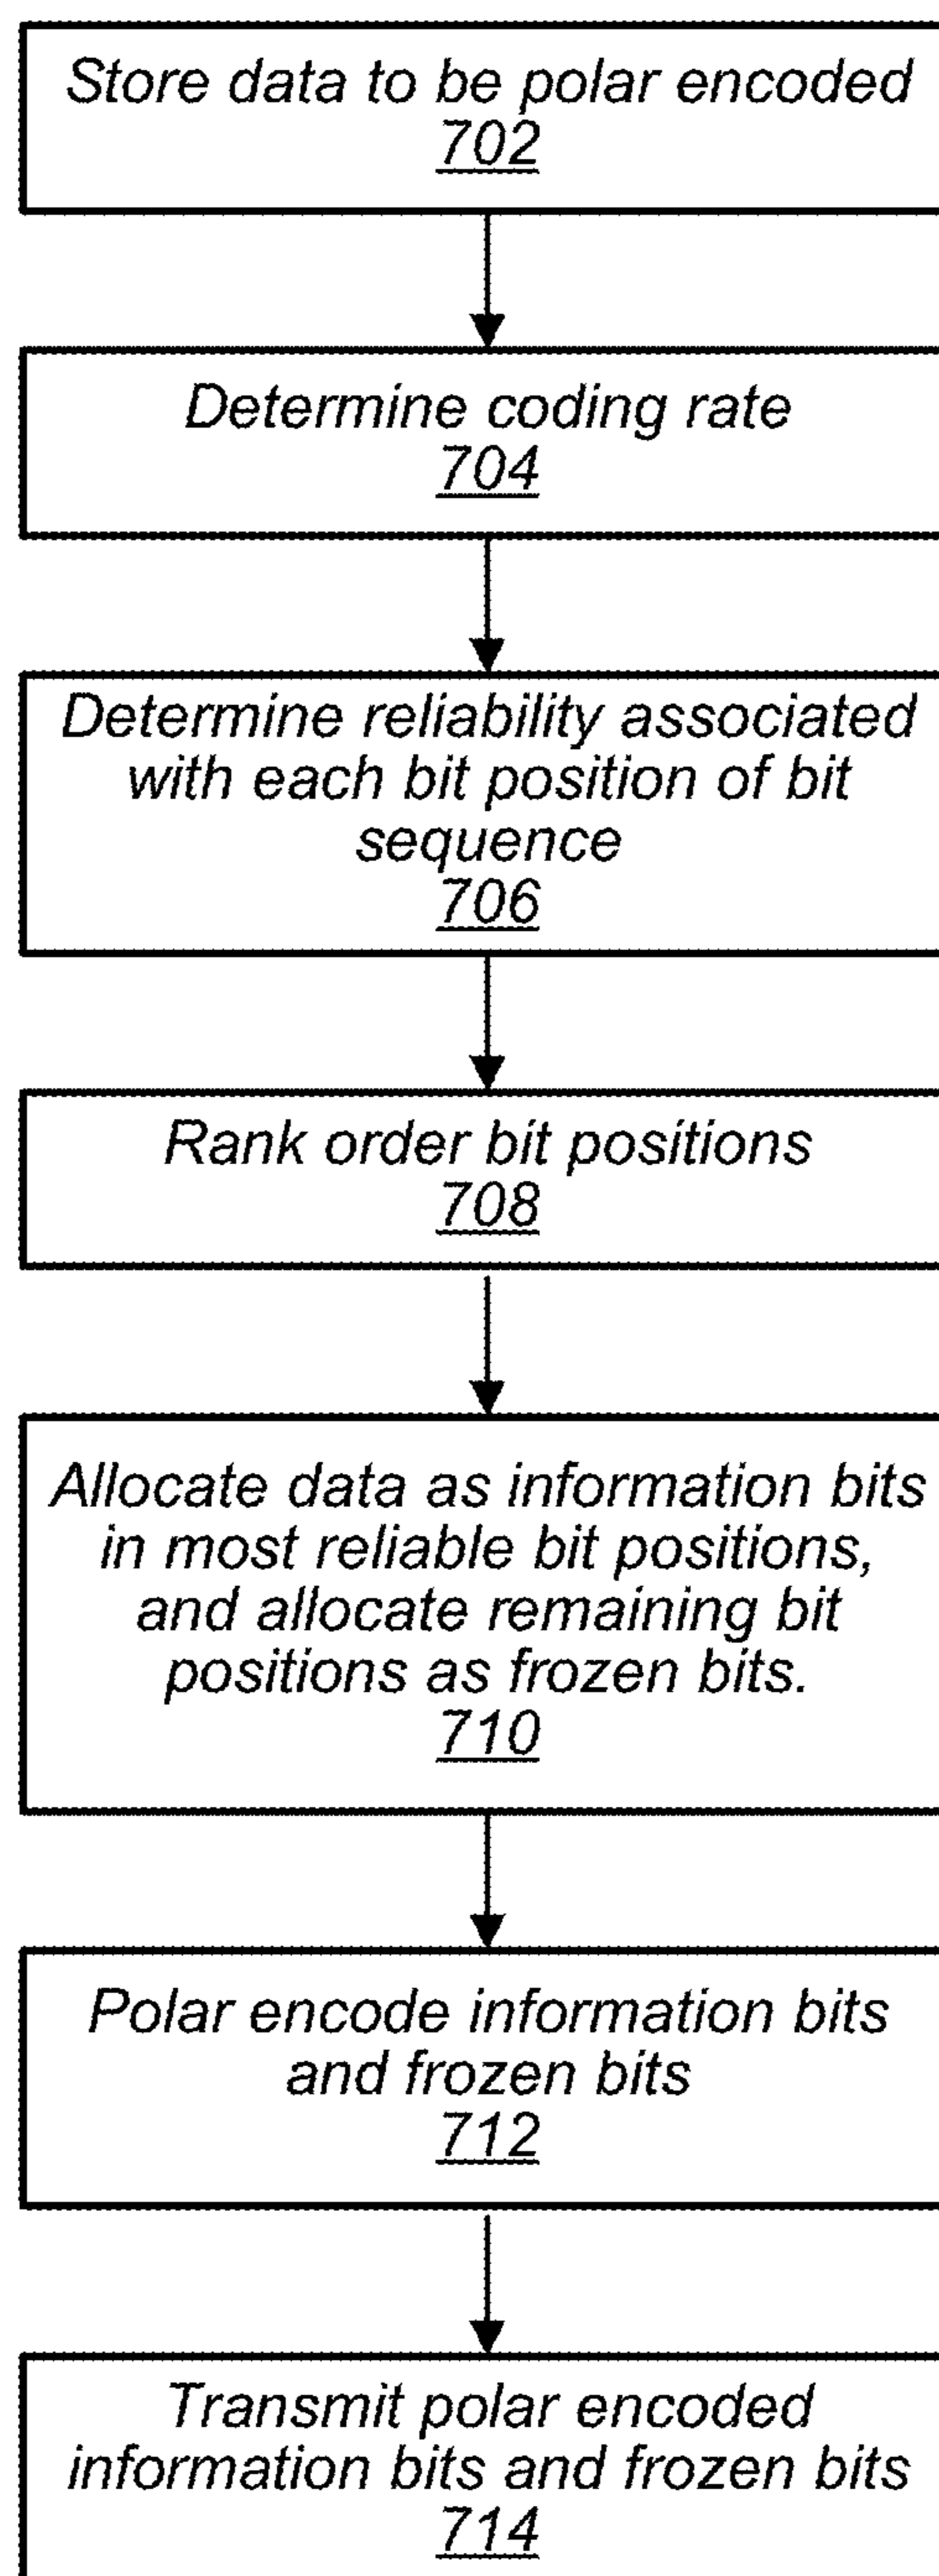 Store data to be polar encoded
702
Determine coding rate
704
Determine reliability associated
with each bit position of bit
sequence
706
Rank order bit positions
708
Allocate data as information bits
in most reliable bit positions,
and allocate remaining bit
positions as frozen bits.
710
Polar encode information bits
and frozen bits
712
Transmit polar encoded
information bits and frozen bits
714